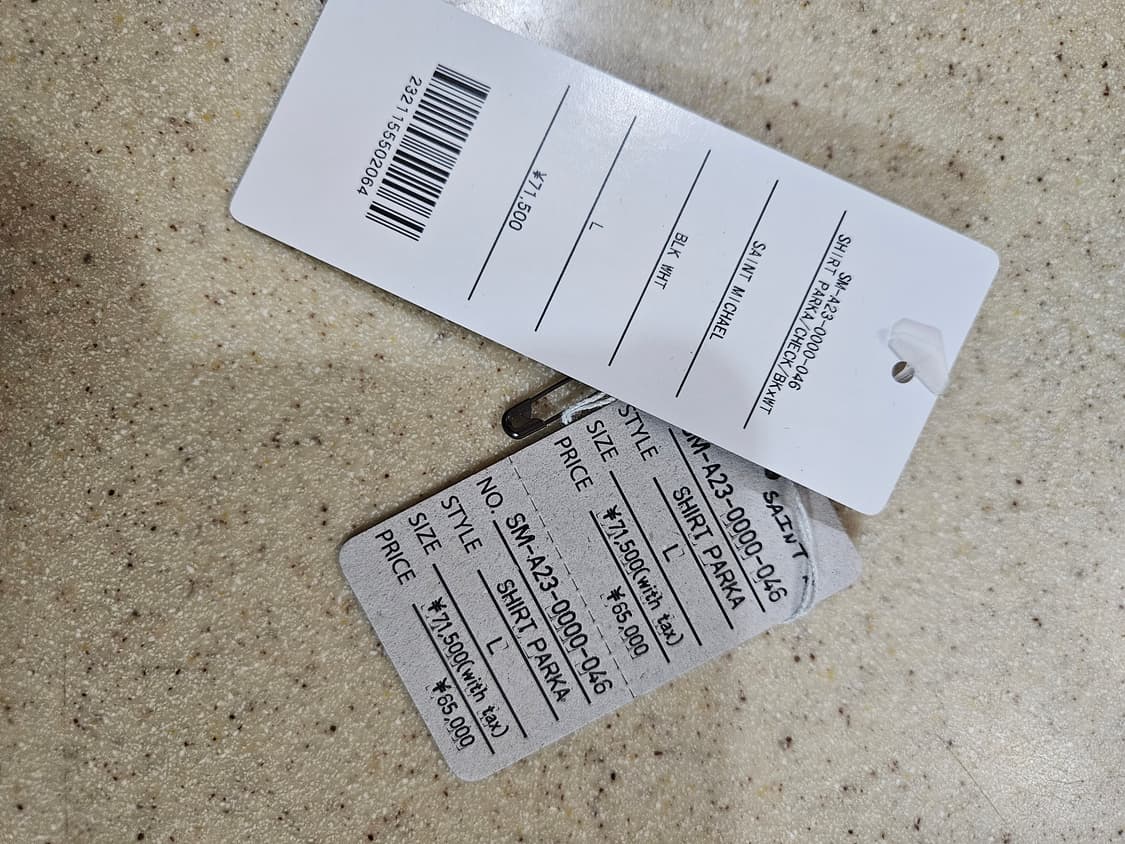 SM-A23-0000-046
SHIRT PARKA/CHECK/BKXWT
SAINT MICHAEL
BLK WHT
L
¥71,500
2321155502064
SAINT
SM-A23-0000-046
STYLE SHIRT PARKA
SIZE L
PRICE ¥71,500(with tax)
¥65,000
NO. SM-A23-0000-046
STYLE SHIRT PARKA
SIZE L
PRICE ¥71,500(with tax)
¥65,000